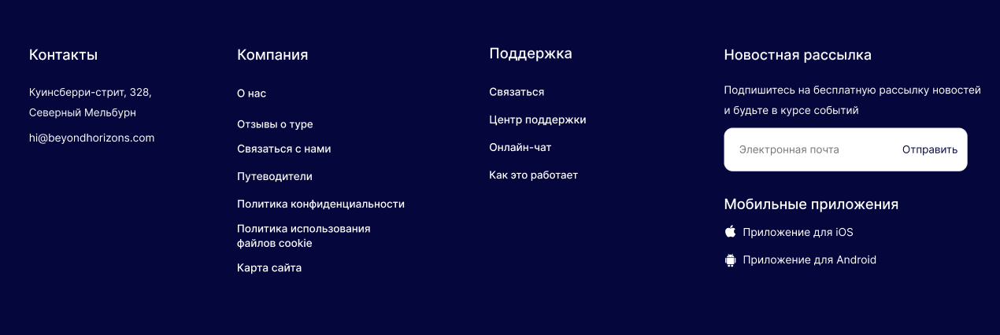 Контакты
Куинсберри-стрит, 328,
Северный Мельбурн
hi@beyondhorizons.com
Компания
О нас
Отзывы о туре
Связаться с нами
Путеводители
Политика конфиденциальности
Политика использования
файлов cookie
Карта сайта
Поддержка
Связаться
Центр поддержки
Онлайн-чат
Как это работает
Новостная рассылка
Подпишитесь на бесплатную рассылку новостей
и будьте в курсе событий
Электронная почта Отправить
Мобильные приложения
Приложение для iOS
Приложение для Android